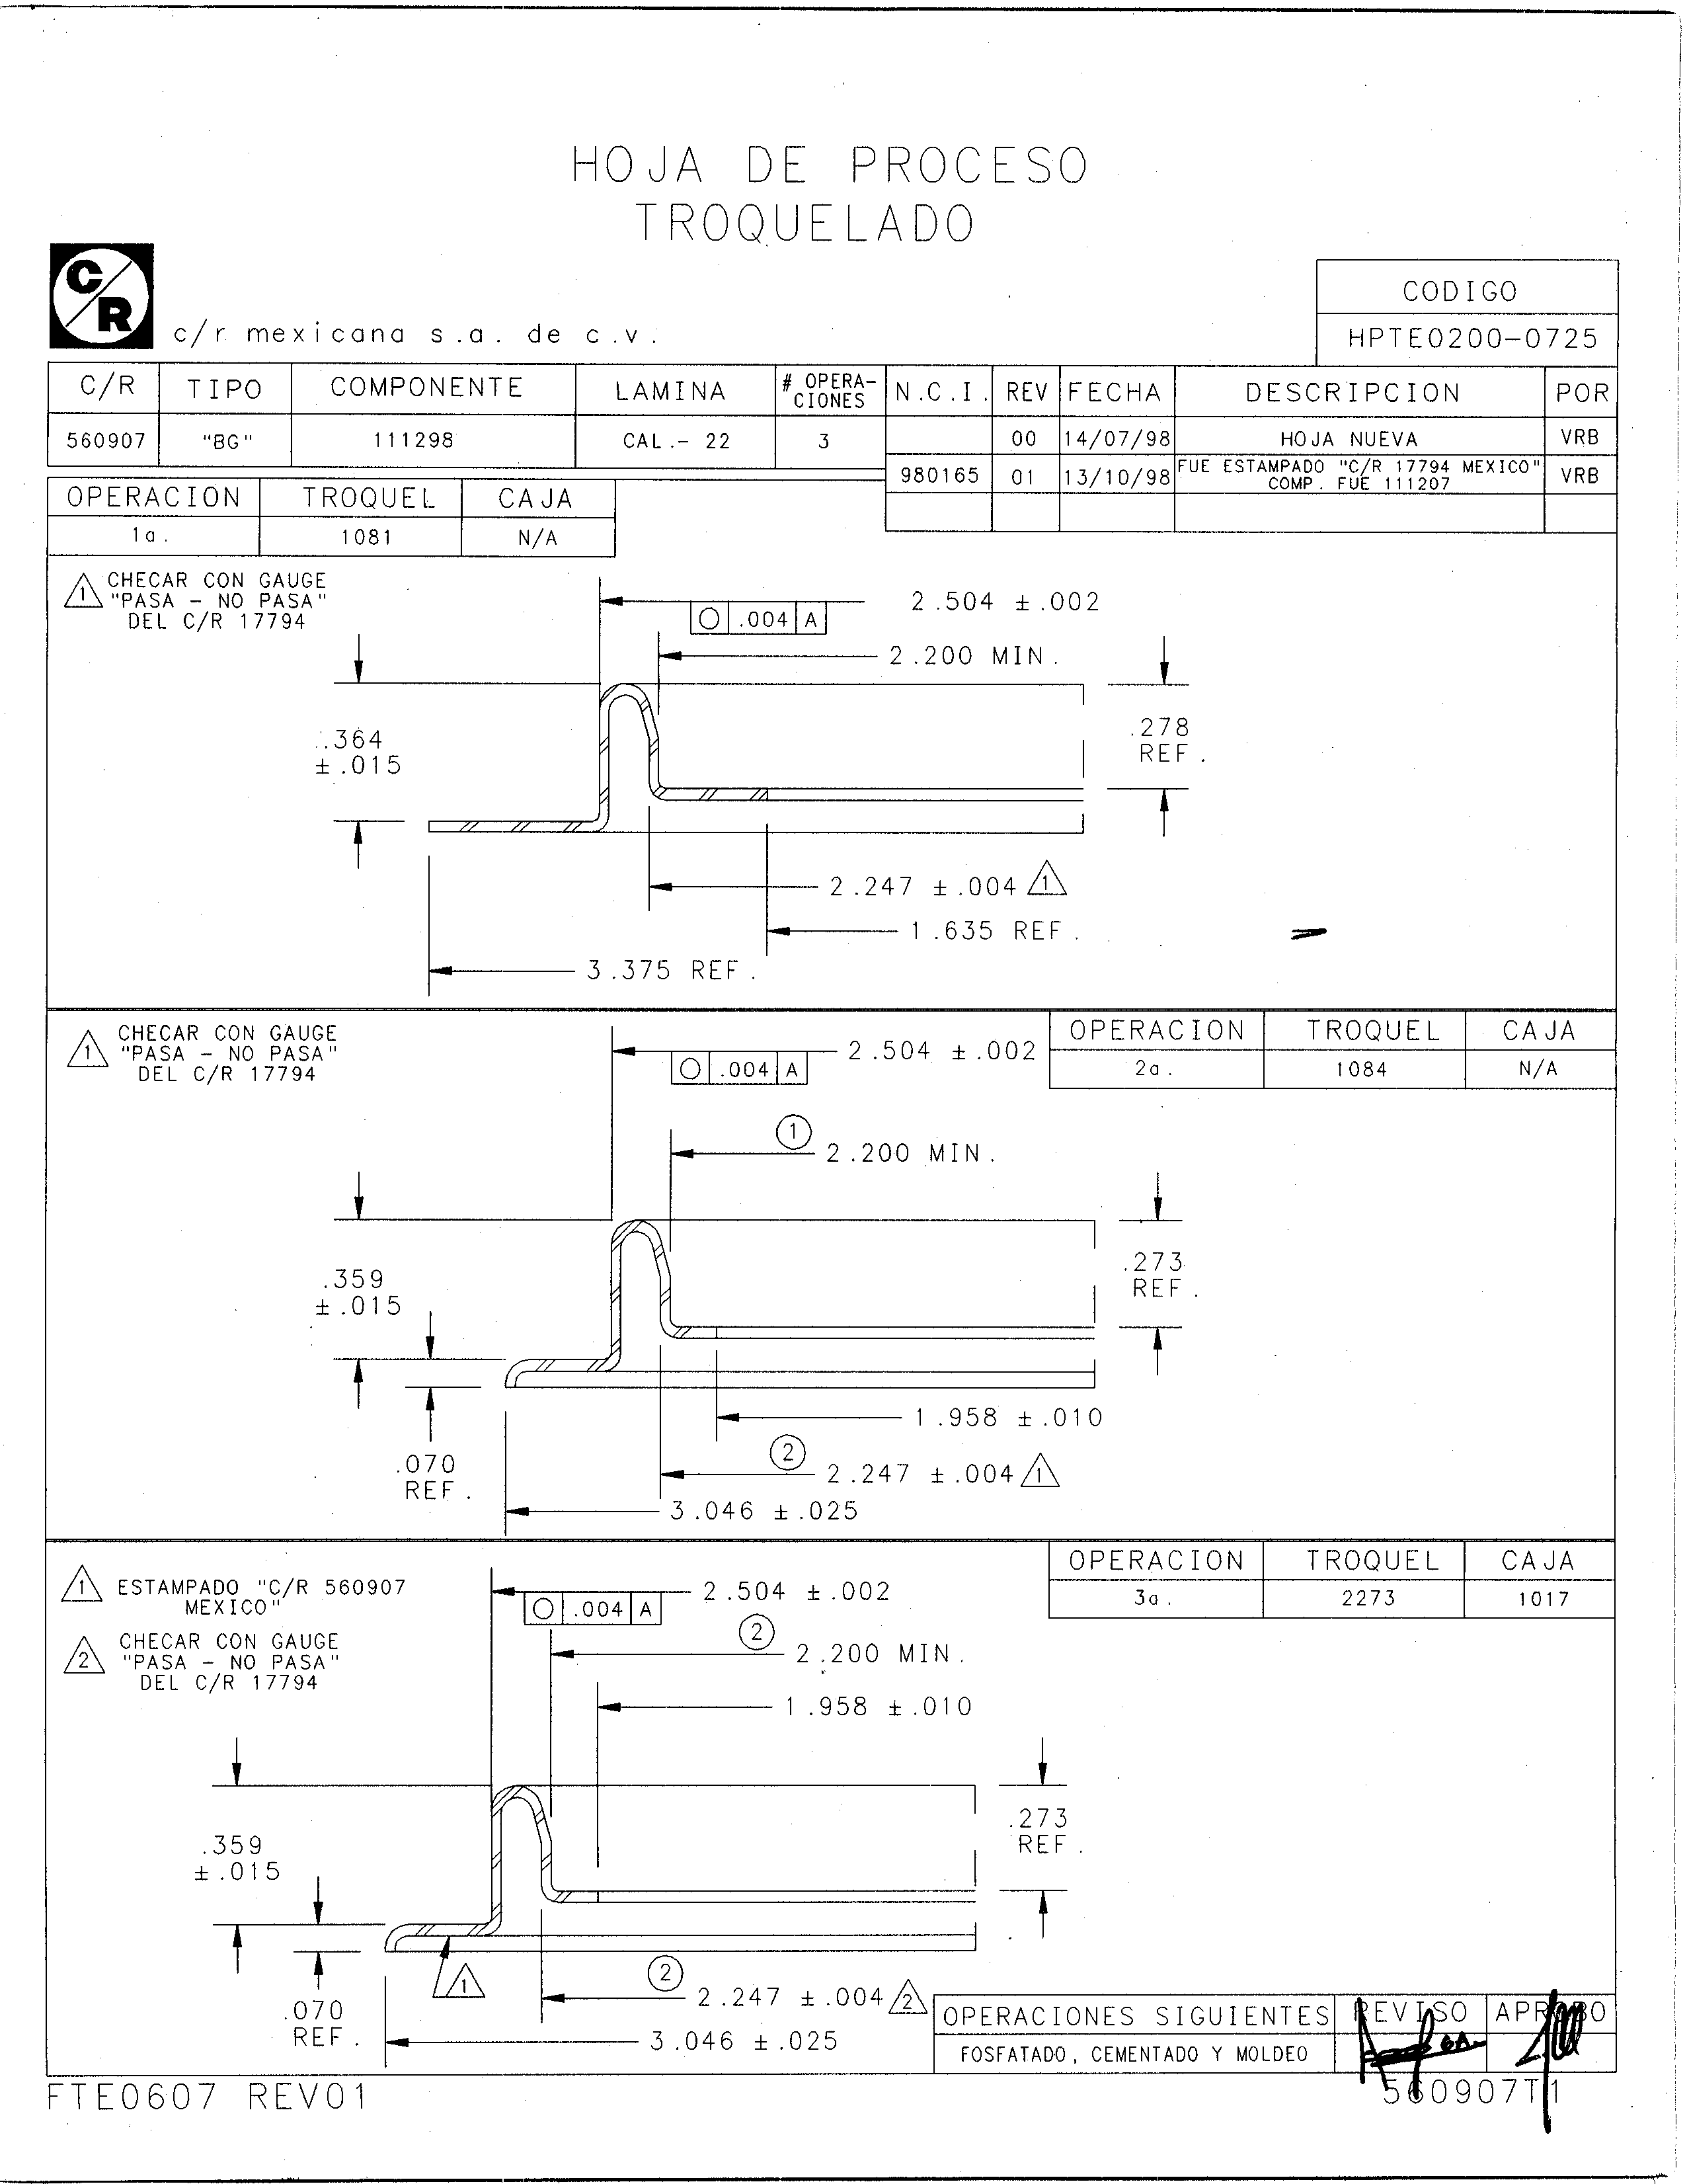 HOJA DE PROCESO
TROQUELADO
C/R
c/r mexicana s.a. de c.v.
CODIGO
HPTE0200-0725
C/R TIPO COMPONENTE LAMINA # OPERA-CIONES N.C.I. REV FECHA DESCRIPCION POR
560907 "BG" 111298 CAL.- 22 3 00 14/07/98 HOJA NUEVA VRB
980165 01 13/10/98 FUE ESTAMPADO "C/R 17794 MEXICO" VRB
COMP. FUE 111207
OPERACION TROQUEL CAJA
1a. 1081 N/A
1 CHECAR CON GAUGE
"PASA - NO PASA"
DEL C/R 17794
2.504 ±.002
○ .004 A
2.200 MIN.
.364
±.015
.278
REF.
2.247 ±.004 1
1.635 REF.
3.375 REF.
1 CHECAR CON GAUGE
"PASA - NO PASA"
DEL C/R 17794
2.504 ±.002
○ .004 A
OPERACION TROQUEL CAJA
2a. 1084 N/A
1
2.200 MIN.
.359
±.015
.273
REF.
1.958 ±.010
.070
REF.
2
2.247 ±.004 1
3.046 ±.025
1 ESTAMPADO "C/R 560907
MEXICO"
2 CHECAR CON GAUGE
"PASA - NO PASA"
DEL C/R 17794
2.504 ±.002
○ .004 A
OPERACION TROQUEL CAJA
3a. 2273 1017
2
2.200 MIN.
1.958 ±.010
.359
±.015
.273
REF.
1
.070
REF.
2
2.247 ±.004 2
3.046 ±.025
OPERACIONES SIGUIENTES REVISO APROBO
FOSFATADO, CEMENTADO Y MOLDEO
FTE0607 REV01
560907T1